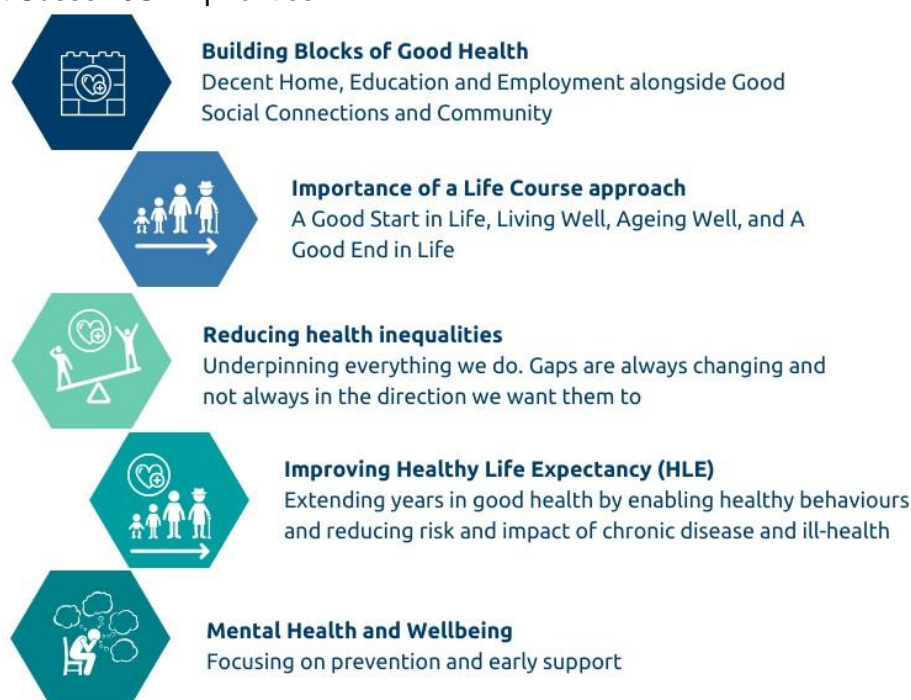 Building Blocks of Good Health
Decent Home, Education and Employment alongside Good
Social Connections and Community
Importance of a Life Course approach
A Good Start in Life, Living Well, Ageing Well, and A
Good End in Life
Reducing health inequalities
Underpinning everything we do. Gaps are always changing and
not always in the direction we want them to
Improving Healthy Life Expectancy (HLE)
Extending years in good health by enabling healthy behaviours
and reducing risk and impact of chronic disease and ill-health
Mental Health and Wellbeing
Focusing on prevention and early support